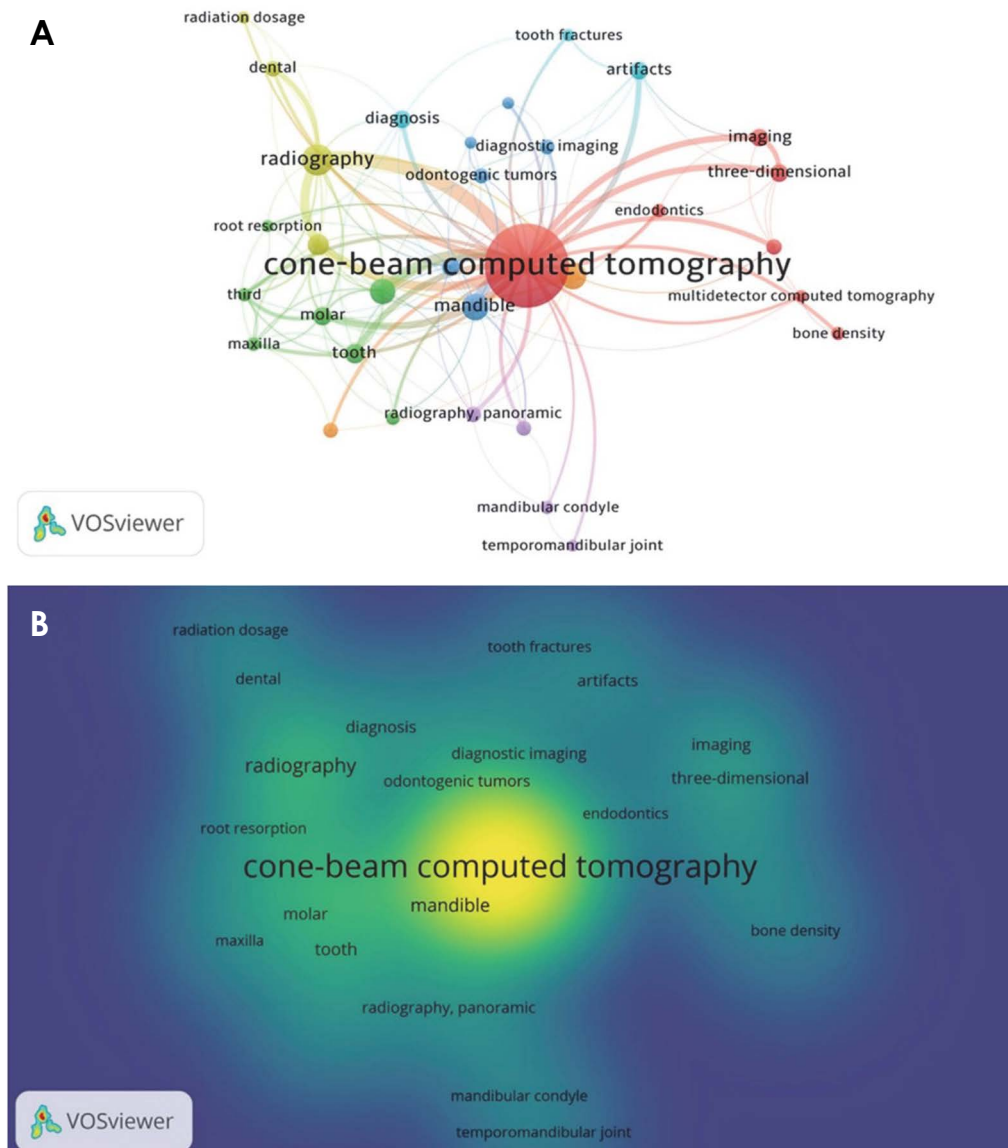 A
radiation dosage
tooth fractures
dental
artifacts
diagnosis
imaging
diagnostic imaging
radiography
three-dimensional
odontogenic tumors
endodontics
root resorption
cone-beam computed tomography
third
multidetector computed tomography
mandible
molar
bone density
maxilla
tooth
radiography, panoramic
mandibular condyle
VOSviewer
temporomandibular joint
B
radiation dosage
tooth fractures
dental
artifacts
diagnosis
imaging
diagnostic imaging
radiography
three-dimensional
odontogenic tumors
endodontics
root resorption
cone-beam computed tomography
mandible
molar
bone density
maxilla
tooth
radiography, panoramic
mandibular condyle
VOSviewer
temporomandibular joint